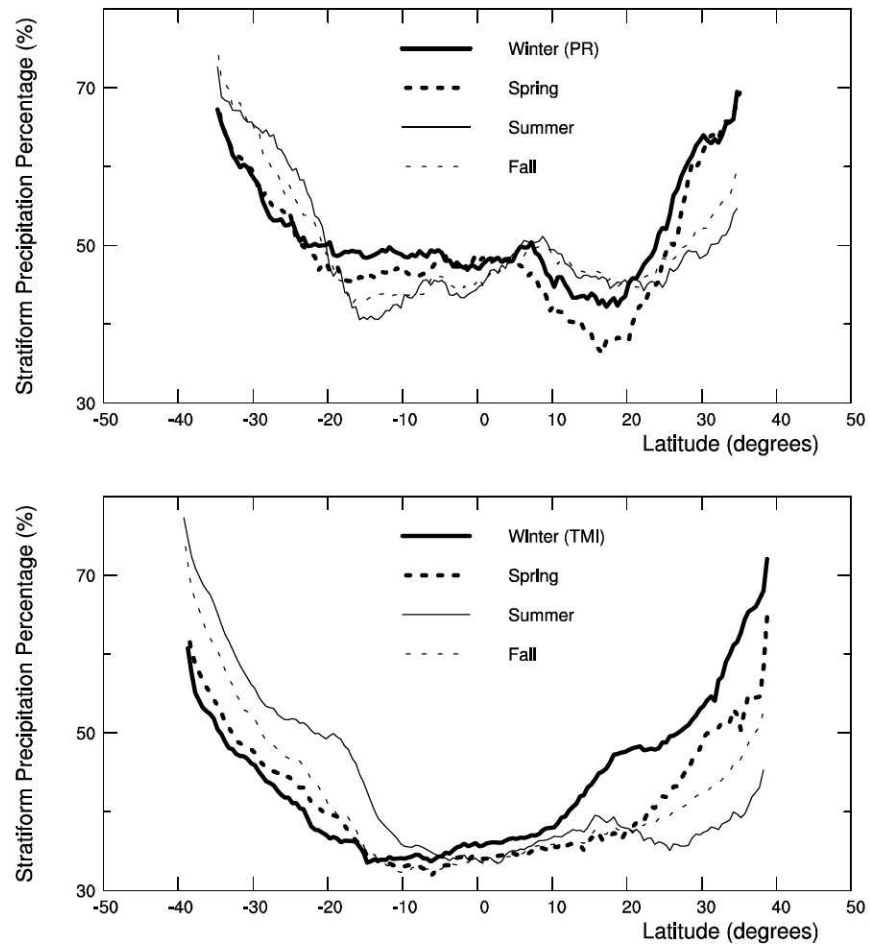 Stratiform Precipitation Percentage (%)
70
50
30
Winter (PR)
Spring
Summer
Fall
-50 -40 -30 -20 -10 0 10 20 30 40 50
Latitude (degrees)
Stratiform Precipitation Percentage (%)
70
50
30
Winter (TMI)
Spring
Summer
Fall
-50 -40 -30 -20 -10 0 10 20 30 40 50
Latitude (degrees)